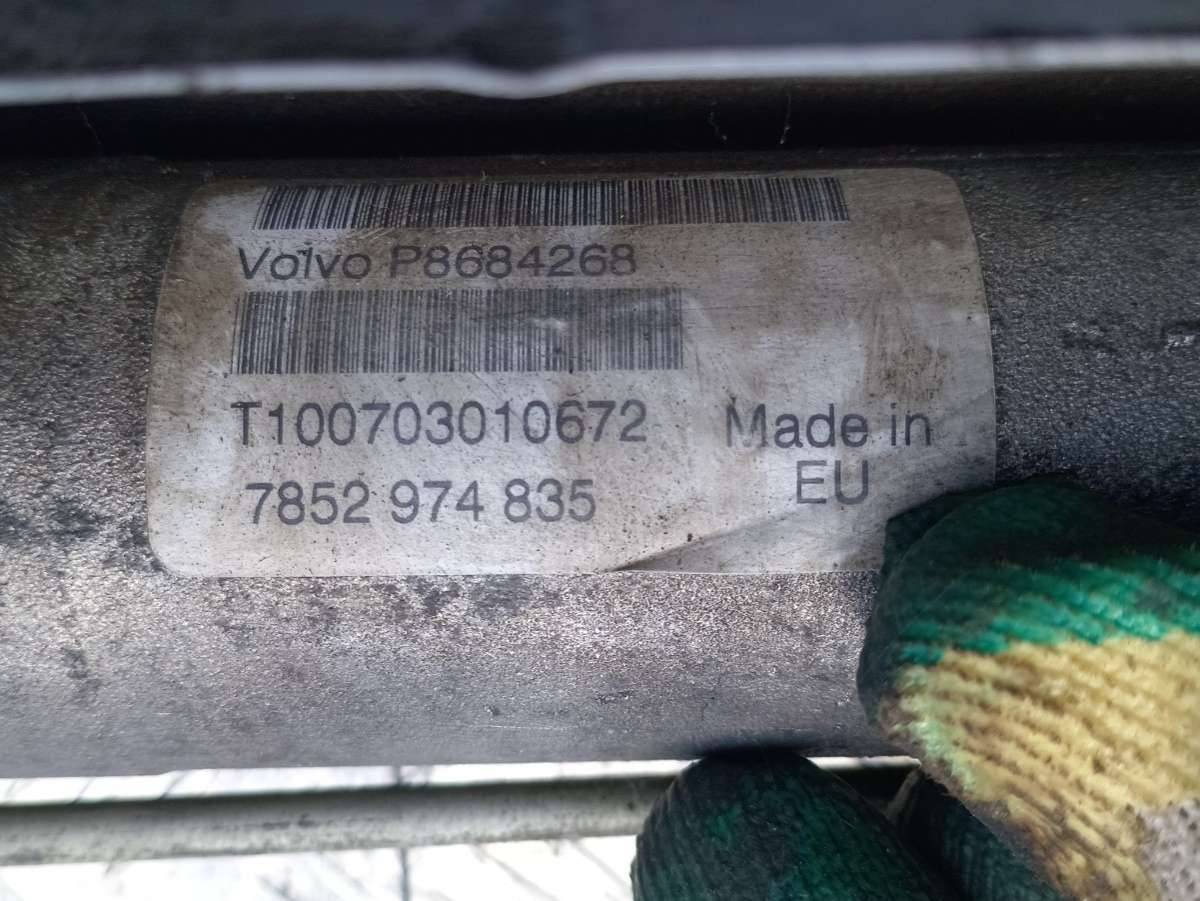 Volvo P8684268
T100703010672
Made in
EU
7852 974 835